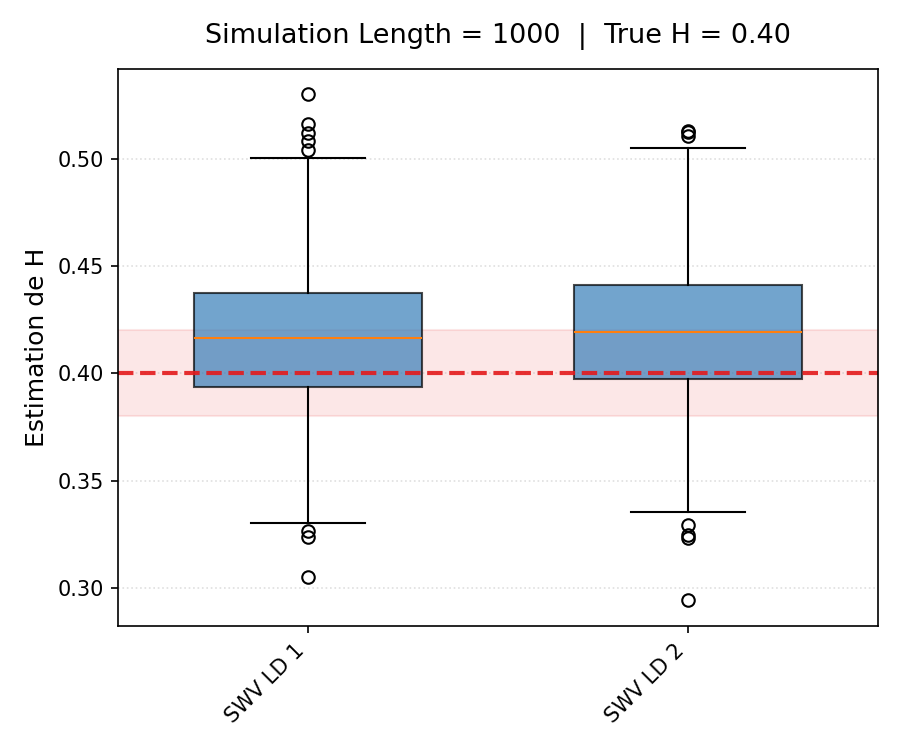 Simulation Length = 1000 | True H = 0.40
Estimation de H
0.50
0.45
0.40
0.35
0.30
SWV LD 1
SWV LD 2